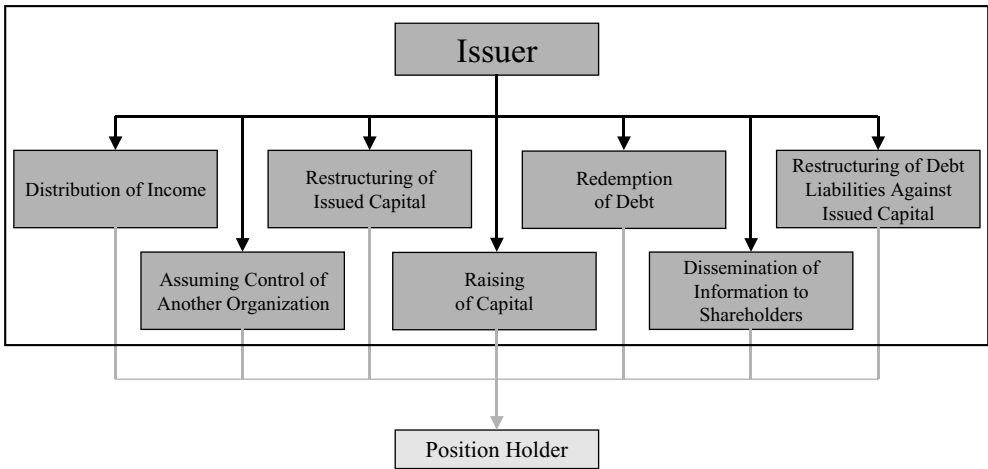 Issuer
Distribution of Income
Restructuring of
Issued Capital
Redemption
of Debt
Restructuring of Debt
Liabilities Against
Issued Capital
Assuming Control of
Another Organization
Raising
of Capital
Dissemination of
Information to
Shareholders
Position Holder